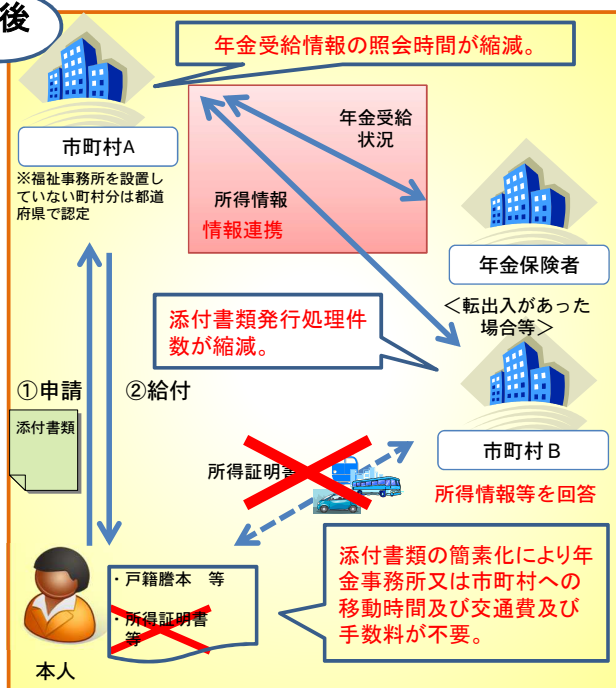 後
年金受給情報の照会時間が縮減。
市町村A
※福祉事務所を設置し
ていない町村分は都道
府県で認定
年金受給
状況
所得情報
情報連携
年金保険者
＜転出入があった
場合等＞
添付書類発行処理件
数が縮減。
①申請
②給付
添付書類
市町村Ｂ
所得情報等を回答
所得証明書
添付書類の簡素化により年
金事務所又は市町村への
移動時間及び交通費及び
手数料が不要。
・戸籍謄本　等
・所得証明書
等
本人